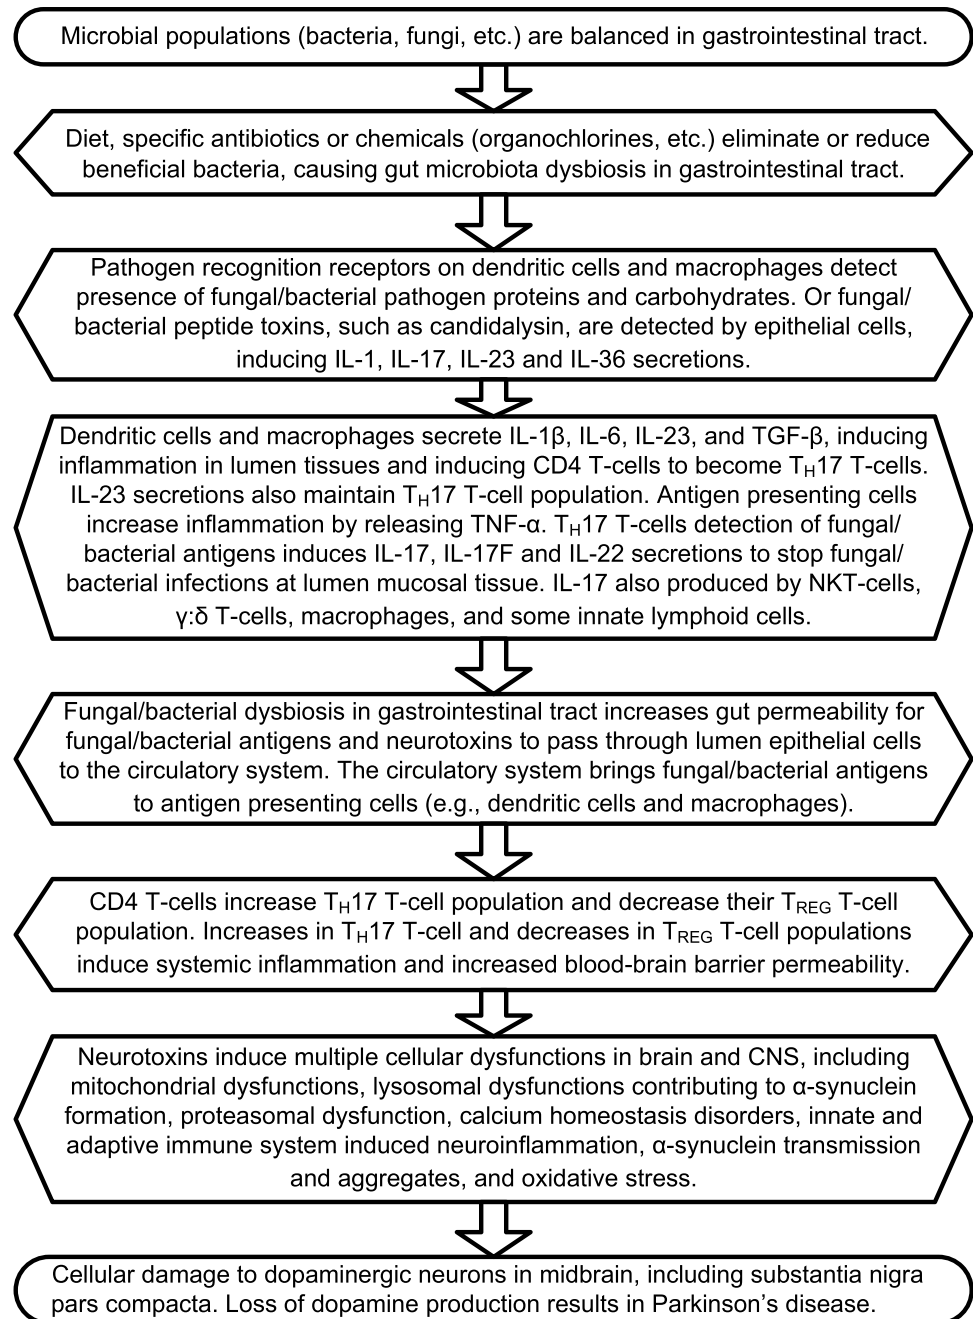 Microbial populations (bacteria, fungi, etc.) are balanced in gastrointestinal tract.
Diet, specific antibiotics or chemicals (organochlorines, etc.) eliminate or reduce
beneficial bacteria, causing gut microbiota dysbiosis in gastrointestinal tract.
Pathogen recognition receptors on dendritic cells and macrophages detect
presence of fungal/bacterial pathogen proteins and carbohydrates. Or fungal/
bacterial peptide toxins, such as candidalysin, are detected by epithelial cells,
inducing IL-1, IL-17, IL-23 and IL-36 secretions.
Dendritic cells and macrophages secrete IL-1β, IL-6, IL-23, and TGF-β, inducing
inflammation in lumen tissues and inducing CD4 T-cells to become TH17 T-cells.
IL-23 secretions also maintain TH17 T-cell population. Antigen presenting cells
increase inflammation by releasing TNF-α. TH17 T-cells detection of fungal/
bacterial antigens induces IL-17, IL-17F and IL-22 secretions to stop fungal/
bacterial infections at lumen mucosal tissue. IL-17 also produced by NKT-cells,
γ:δ T-cells, macrophages, and some innate lymphoid cells.
Fungal/bacterial dysbiosis in gastrointestinal tract increases gut permeability for
fungal/bacterial antigens and neurotoxins to pass through lumen epithelial cells
to the circulatory system. The circulatory system brings fungal/bacterial antigens
to antigen presenting cells (e.g., dendritic cells and macrophages).
CD4 T-cells increase TH17 T-cell population and decrease their TREG T-cell
population. Increases in TH17 T-cell and decreases in TREG T-cell populations
induce systemic inflammation and increased blood-brain barrier permeability.
Neurotoxins induce multiple cellular dysfunctions in brain and CNS, including
mitochondrial dysfunctions, lysosomal dysfunctions contributing to α-synuclein
formation, proteasomal dysfunction, calcium homeostasis disorders, innate and
adaptive immune system induced neuroinflammation, α-synuclein transmission
and aggregates, and oxidative stress.
Cellular damage to dopaminergic neurons in midbrain, including substantia nigra
pars compacta. Loss of dopamine production results in Parkinson's disease.